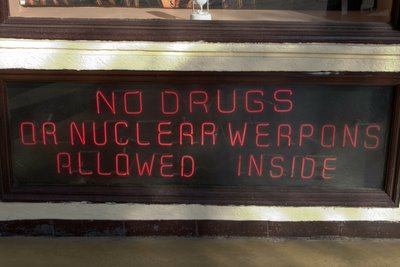 NO DRUGS
OR NUCLEAR WEAPONS
ALLOWED INSIDE